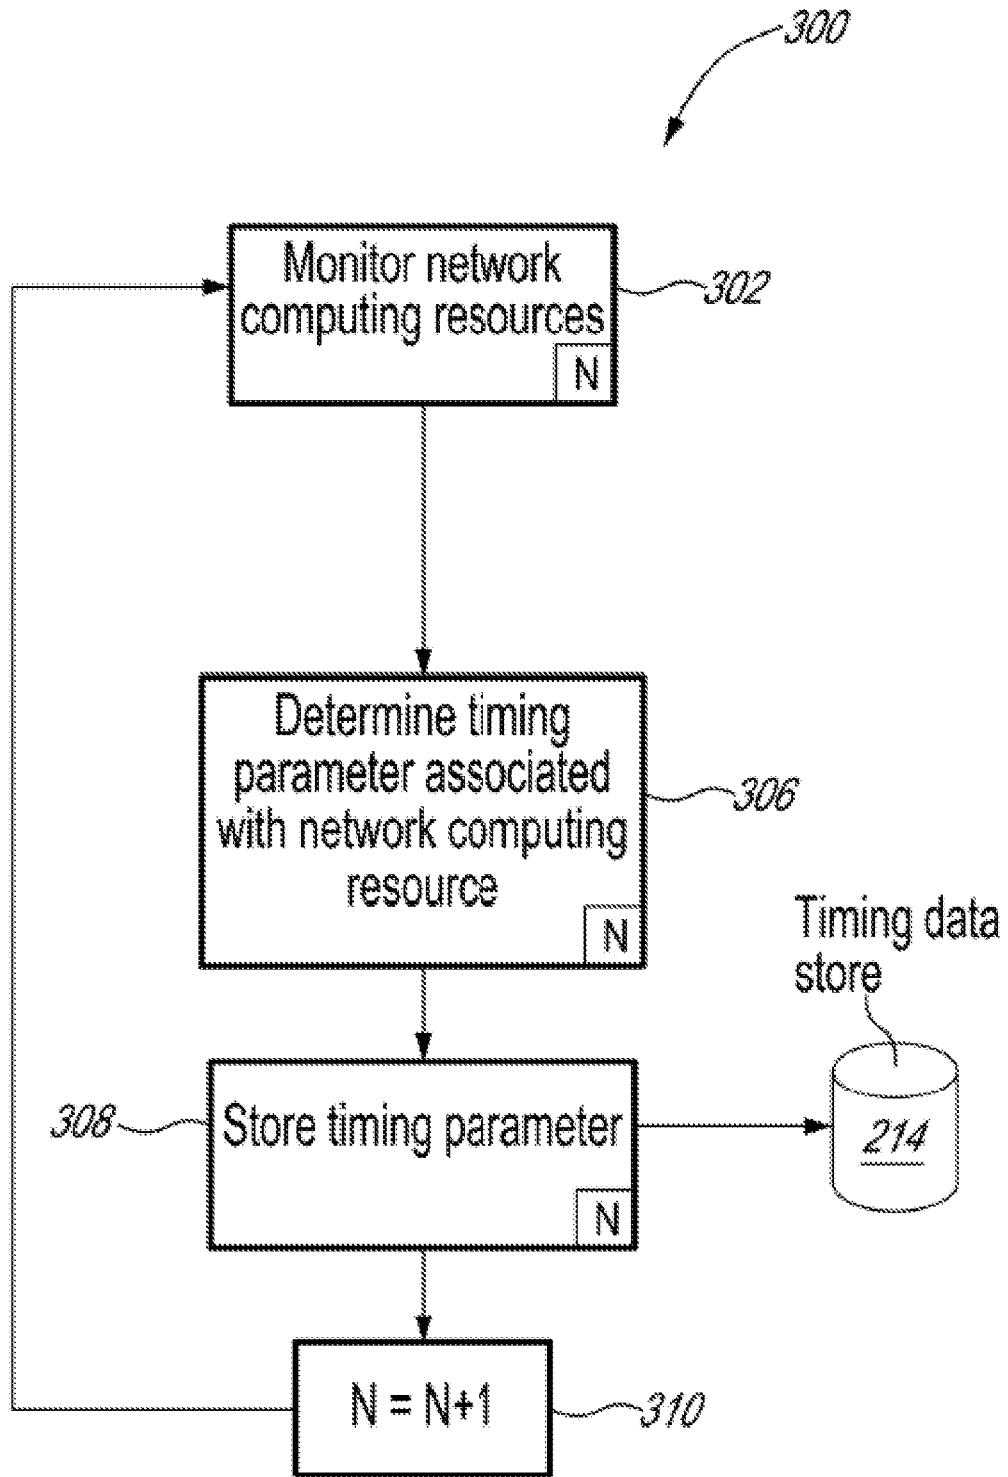 300
Monitor network
computing resources
N
302
Determine timing
parameter associated
with network computing
resource
N
306
Timing data
store
308
Store timing parameter
N
214
N = N+1
310